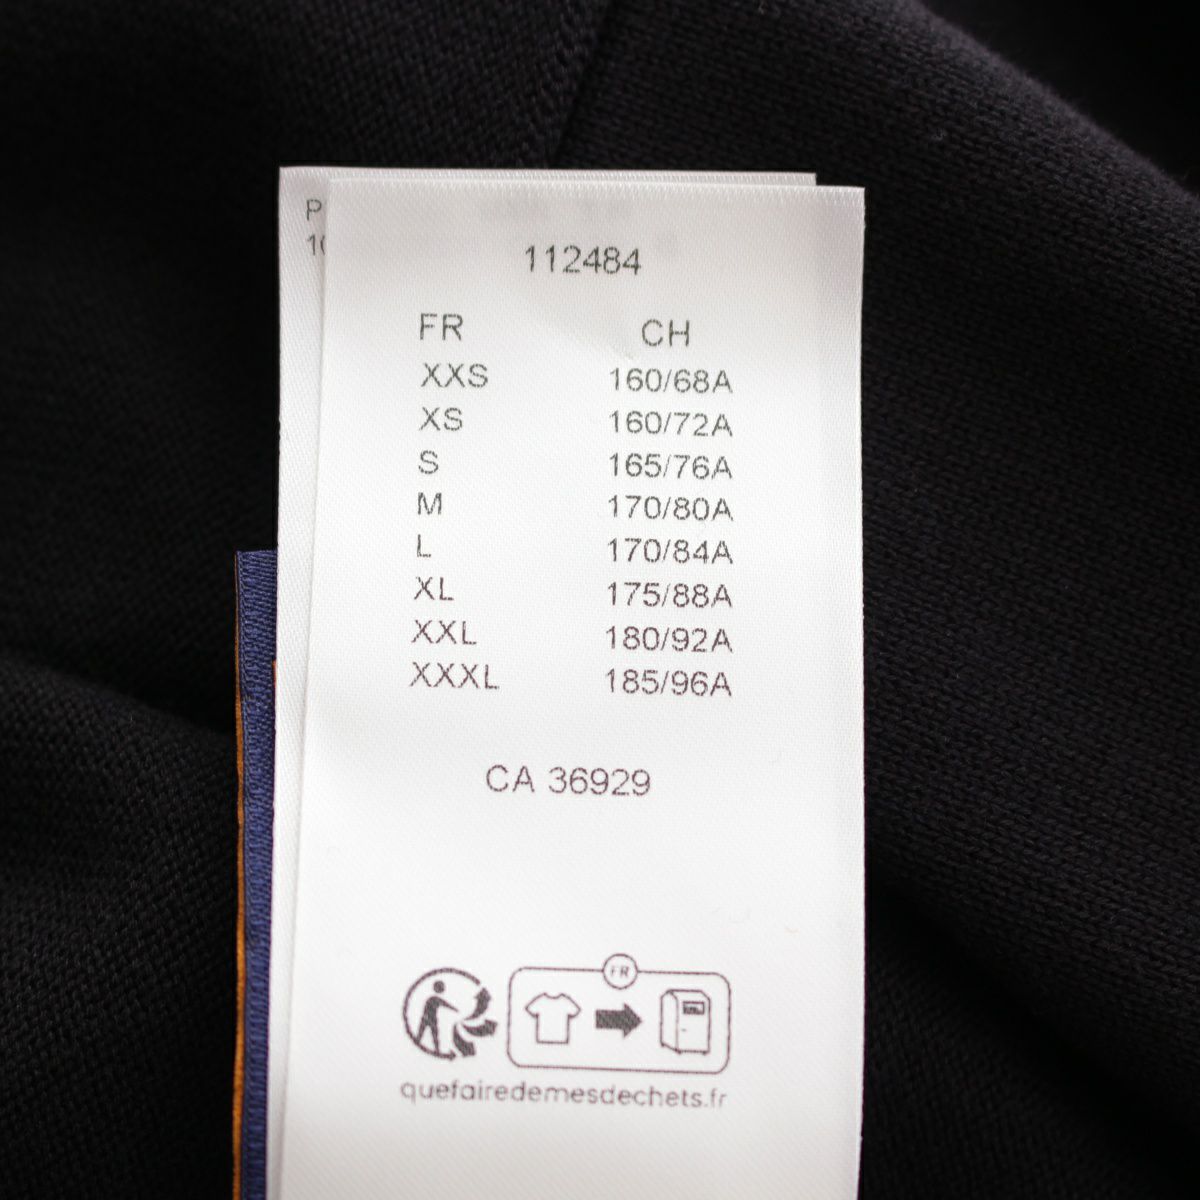 112484
FR CH
XXS 160/68A
XS 160/72A
S 165/76A
M 170/80A
L 170/84A
XL 175/88A
XXL 180/92A
XXXL 185/96A
CA 36929
FR
quefairedemesdechets.fr